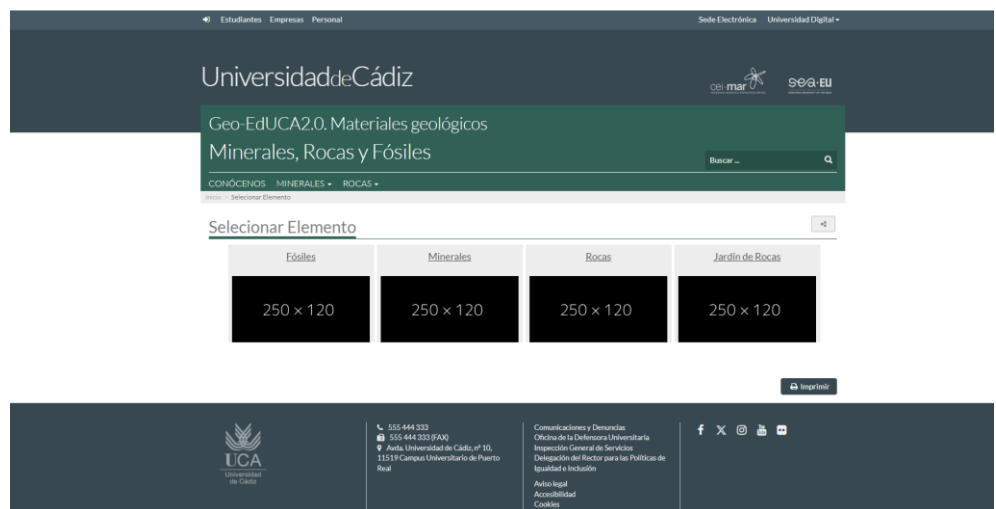 Estudiantes Empresas Personal
Sede Electrónica Universidad Digital
UniversidaddeCádiz
cei·mar
sea·EU
Geo-EdUCA2.0. Materiales geológicos
Minerales, Rocas y Fósiles
Buscar ...
CONÓCENOS MINERALES ROCAS
Inicio > Selecionar Elemento
Selecionar Elemento
Fósiles
Minerales
Rocas
Jardín de Rocas
250 × 120
250 × 120
250 × 120
250 × 120
Imprimir
UCA
Universidad
de Cádiz
555 444 333
555 444 333 (FAX)
Avda. Universidad de Cádiz, nº 10,
11519 Campus Universitario de Puerto
Real
Comunicaciones y Denuncias
Oficina de la Defensora Universitaria
Inspección General de Servicios
Delegación del Rector para las Políticas de
Igualdad e Inclusión
Aviso legal
Accesibilidad
Cookies